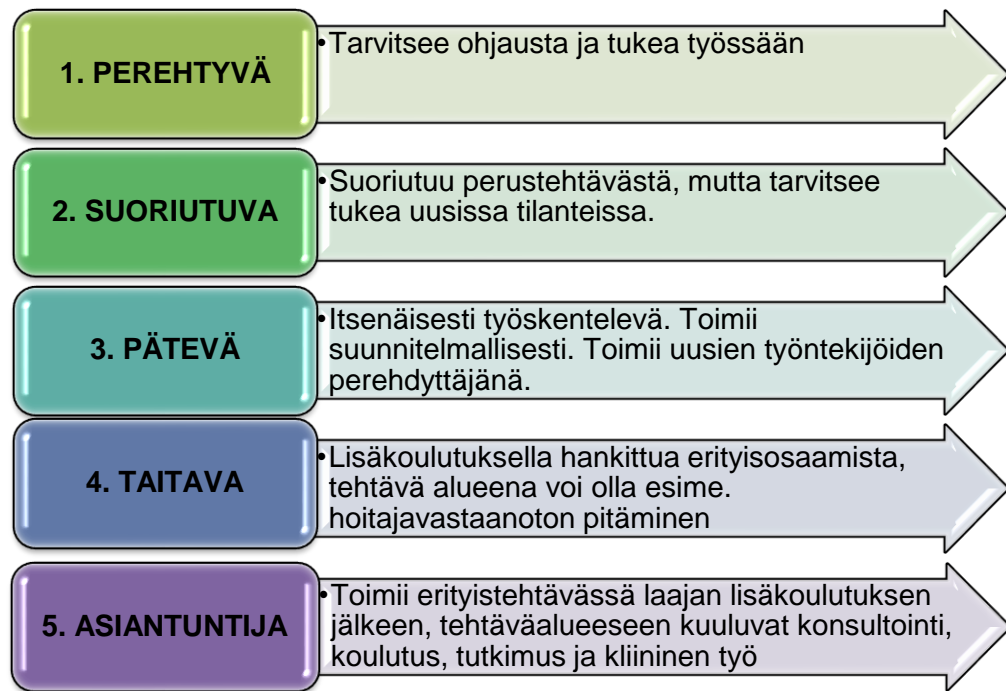 1. PEREHTYVÄ
•Tarvitsee ohjausta ja tukea työssään
2. SUORIUTUVA
•Suoriutuu perustehtävästä, mutta tarvitsee
tukea uusissa tilanteissa.
3. PÄTEVÄ
•Itsenäisesti työskentelevä. Toimii
suunnitelmallisesti. Toimii uusien työntekijöiden
perehdyttäjänä.
4. TAITAVA
•Lisäkoulutuksella hankittua erityisosaamista,
tehtävä alueena voi olla esime.
hoitajavastaanoton pitäminen
5. ASIANTUNTIJA
•Toimii erityistehtävässä laajan lisäkoulutuksen
jälkeen, tehtäväalueeseen kuuluvat konsultointi,
koulutus, tutkimus ja kliininen työ